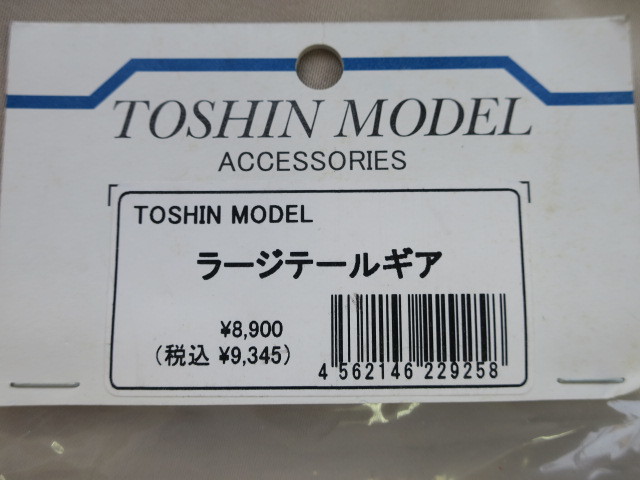 TOSHIN MODEL
ACCESSORIES
TOSHIN MODEL
ラージテールギア
¥8,900
(税込 ¥9,345)
4 562146 229258